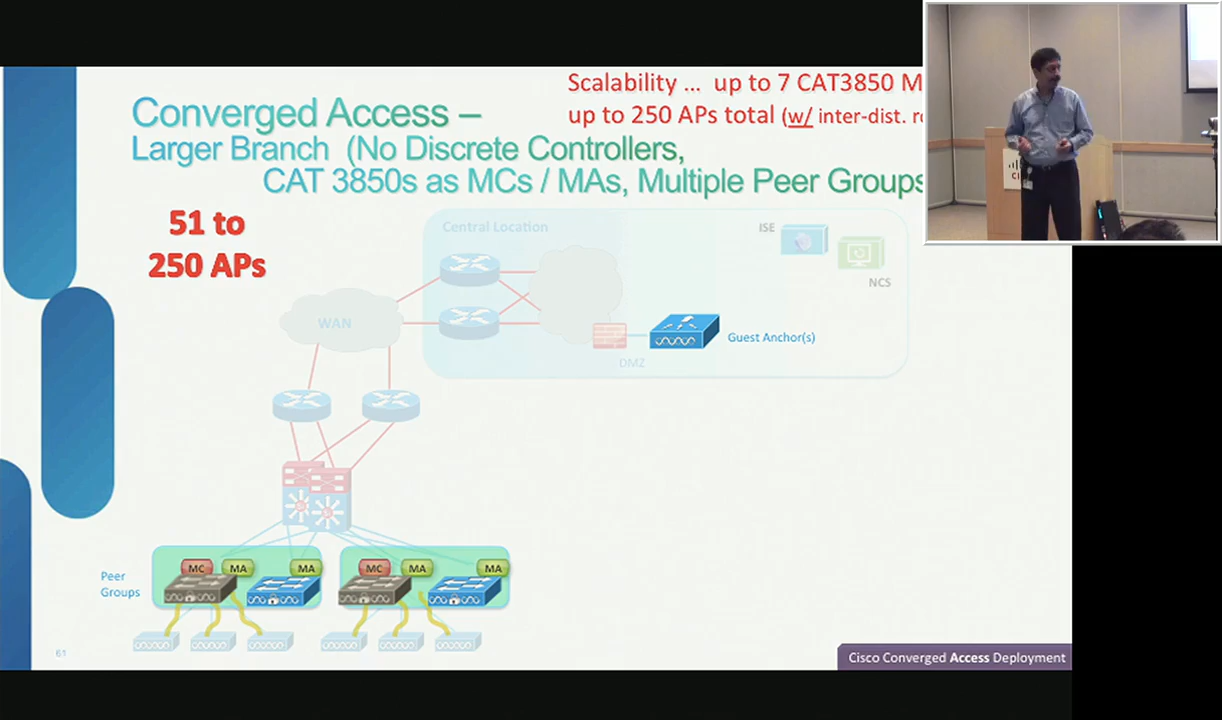 Scalability ... up to 7 CAT3850 M
up to 250 APs total (w/ inter-dist.
Converged Access –
Larger Branch (No Discrete Controllers,
CAT 3850s as MCs / MAs, Multiple Peer Groups
51 to
250 APs
Central Location
ISE
NCS
WAN
Guest Anchor(s)
DMZ
MC
MA
MA
MC
MA
MA
Peer
Groups
61
Cisco Converged Access Deployment